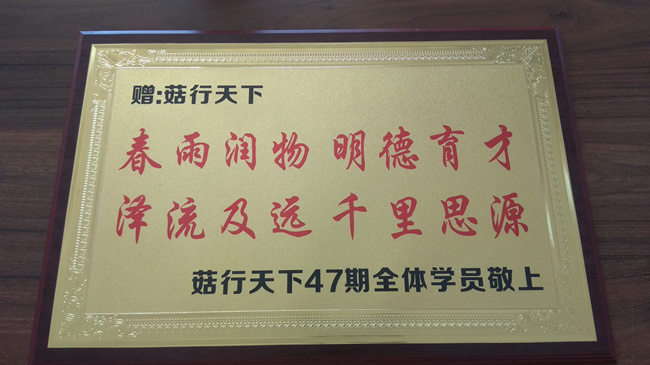 赠:菇行天下
春雨润物 明德育才
泽流及远 千里思源
菇行天下47期全体学员敬上